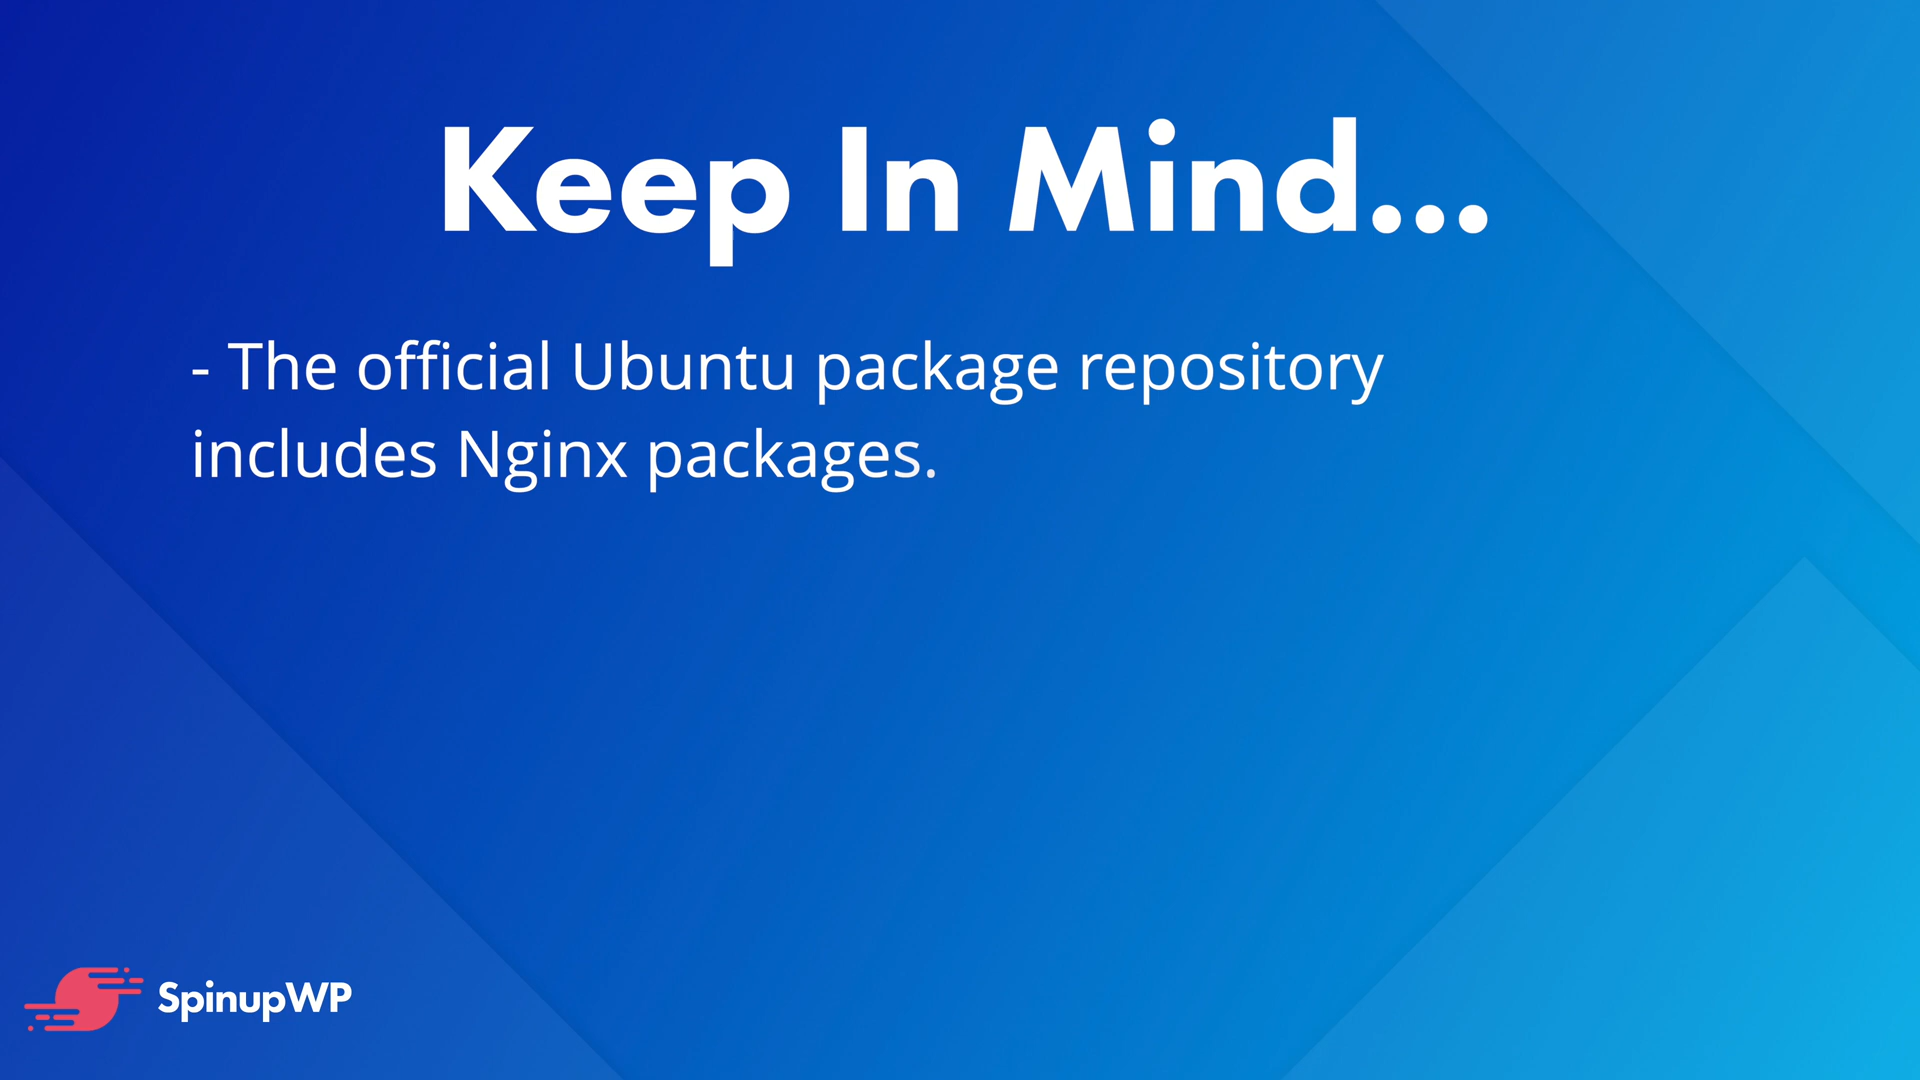 Keep In Mind...
- The official Ubuntu package repository
includes Nginx packages.
SpinupWP